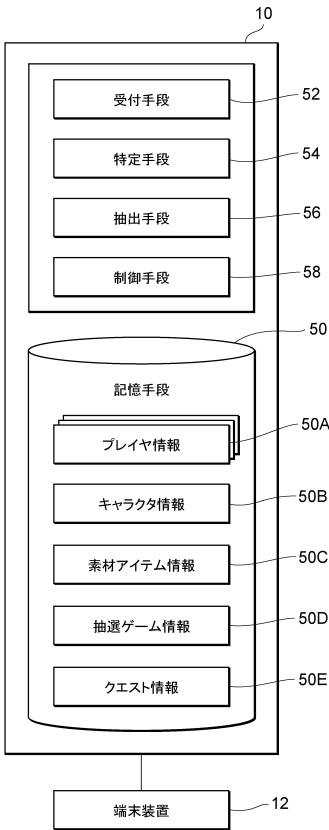 10
受付手段
52
特定手段
54
抽出手段
56
制御手段
58
50
記憶手段
プレイヤ情報
50A
キャラクタ情報
50B
素材アイテム情報
50C
抽選ゲーム情報
50D
クエスト情報
50E
端末装置
12